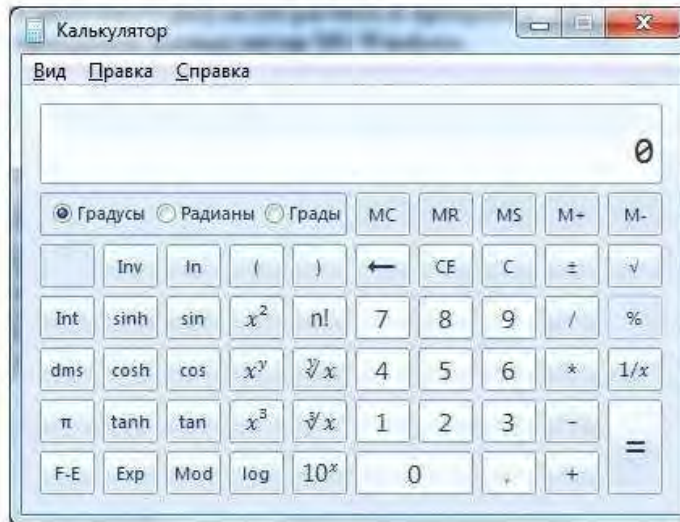 Калькулятор
Вид Правка Справка
0
Градусы Радианы Грады MC MR MS M+ M-
Inv ln ( ) ← CE C ± √
Int sinh sin x² n! 7 8 9 / %
dms cosh cos xʸ ʸ√x 4 5 6 * 1/x
π tanh tan x³ ³√x 1 2 3 - =
F-E Exp Mod log 10ˣ 0 , +